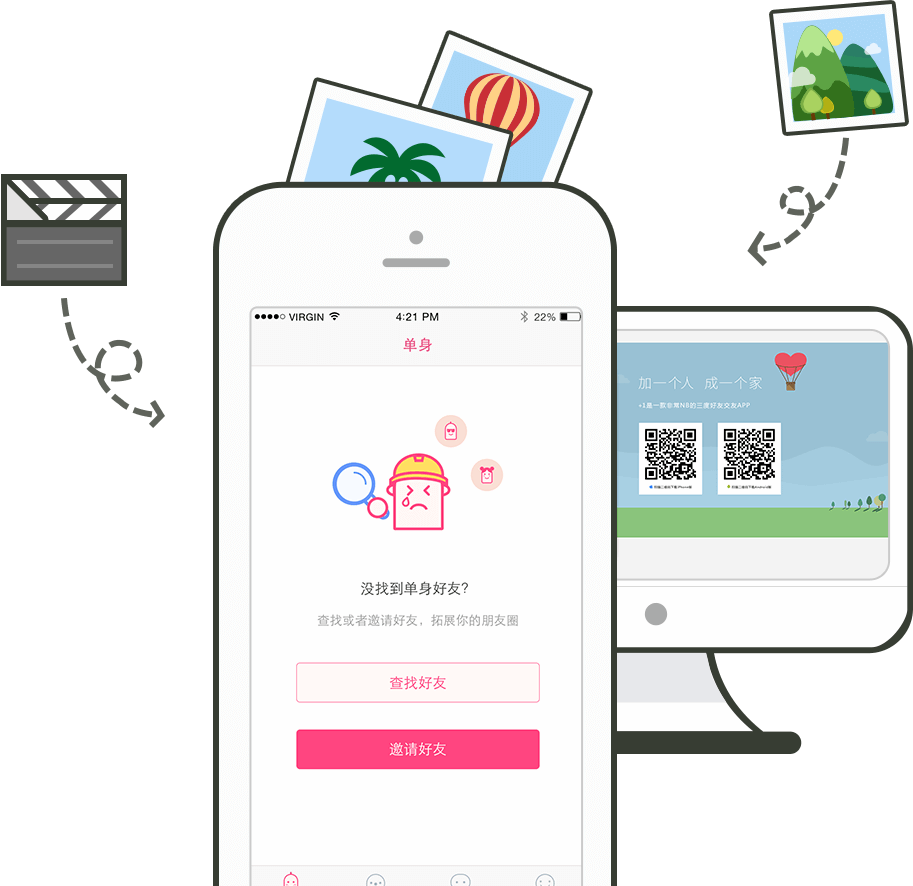 VIRGIN 4:21 PM 22%
单身
没找到单身好友?
查找或者邀请好友，拓展你的朋友圈
查找好友
邀请好友
加一个人 成一个家
+1是一款非常NB的三度好友交友APP